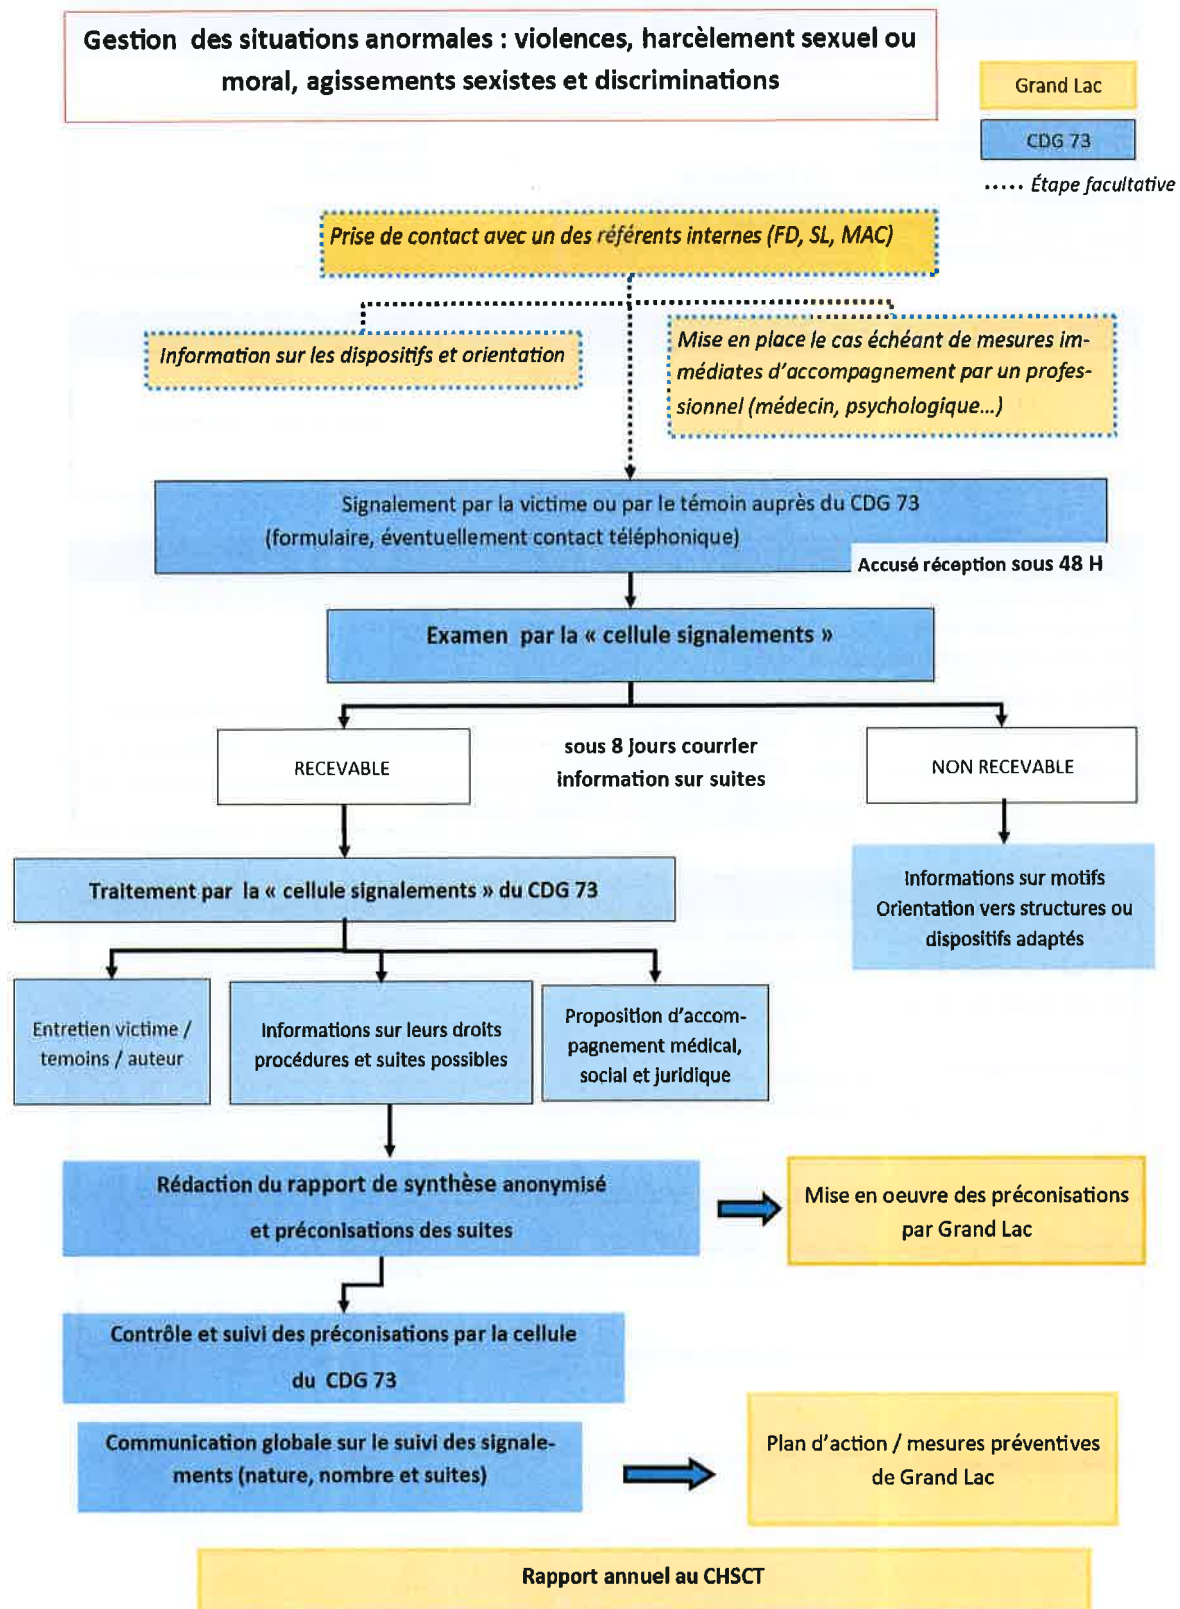 Gestion des situations anormales : violences, harcèlement sexuel ou
moral, agissements sexistes et discriminations
Grand Lac
CDG 73
..... Étape facultative
Prise de contact avec un des référents internes (FD, SL, MAC)
Information sur les dispositifs et orientation
Mise en place le cas échéant de mesures im-
médiates d'accompagnement par un profes-
sionnel (médecin, psychologique...)
Signalement par la victime ou par le témoin auprès du CDG 73
(formulaire, éventuellement contact téléphonique)
Accusé réception sous 48 H
Examen par la « cellule signalements »
RECEVABLE
sous 8 jours courrier
information sur suites
NON RECEVABLE
Traitement par la « cellule signalements » du CDG 73
Informations sur motifs
Orientation vers structures ou
dispositifs adaptés
Entretien victime /
temoins / auteur
Informations sur leurs droits
procédures et suites possibles
Proposition d'accom-
pagnement médical,
social et juridique
Rédaction du rapport de synthèse anonymisé
et préconisations des suites
Mise en oeuvre des préconisations
par Grand Lac
Contrôle et suivi des préconisations par la cellule
du CDG 73
Communication globale sur le suivi des signale-
ments (nature, nombre et suites)
Plan d'action / mesures préventives
de Grand Lac
Rapport annuel au CHSCT